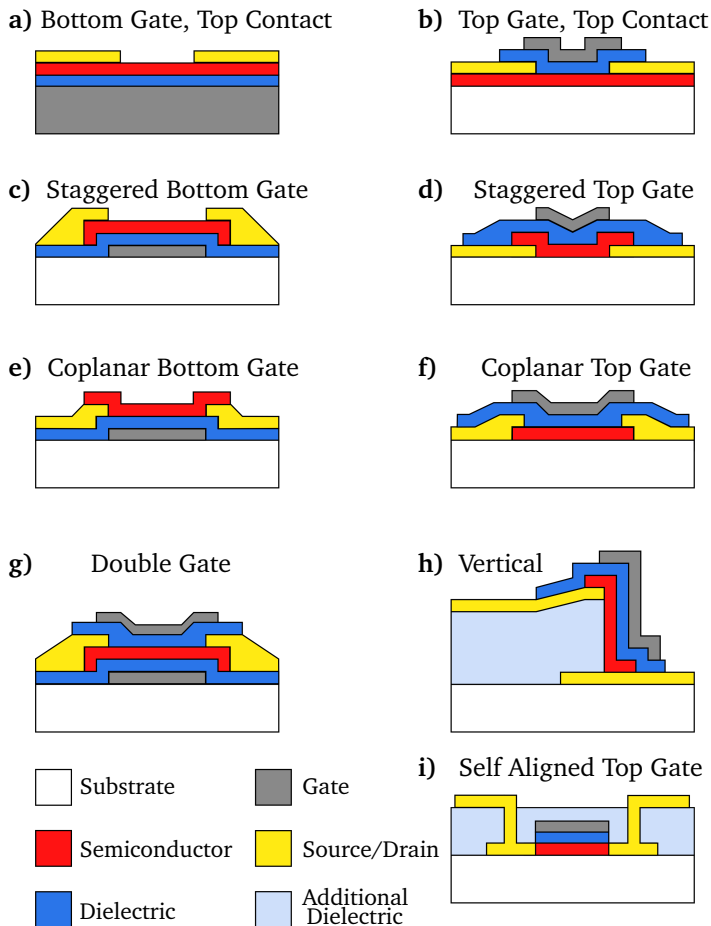 a) Bottom Gate, Top Contact
b) Top Gate, Top Contact
c) Staggered Bottom Gate
d) Staggered Top Gate
e) Coplanar Bottom Gate
f) Coplanar Top Gate
g) Double Gate
h) Vertical
i) Self Aligned Top Gate
Substrate
Gate
Semiconductor
Source/Drain
Dielectric
Additional
Dielectric